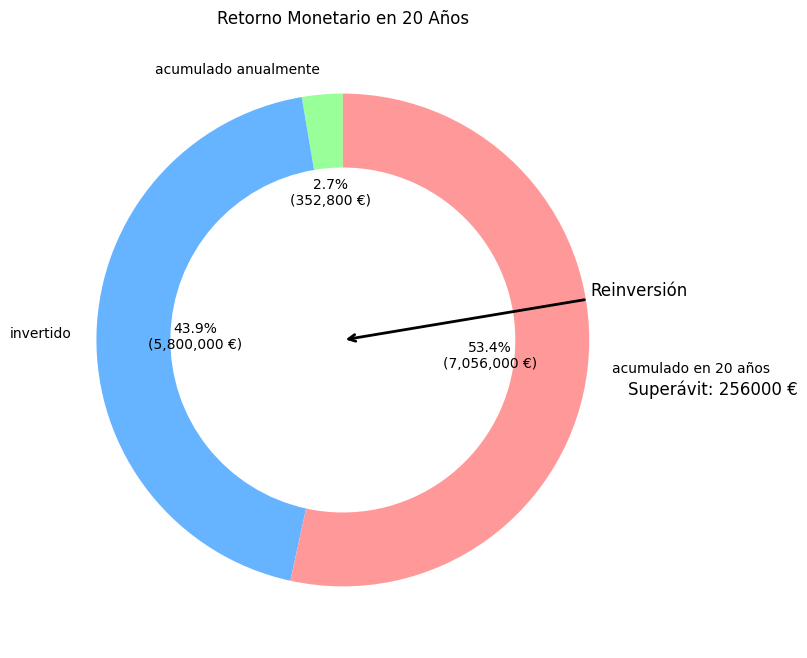 Retorno Monetario en 20 Años
acumulado anualmente
2.7%
(352,800 €)
Reinversión
invertido
43.9%
(5,800,000 €)
53.4%
(7,056,000 €)
acumulado en 20 años
Superávit: 256000 €